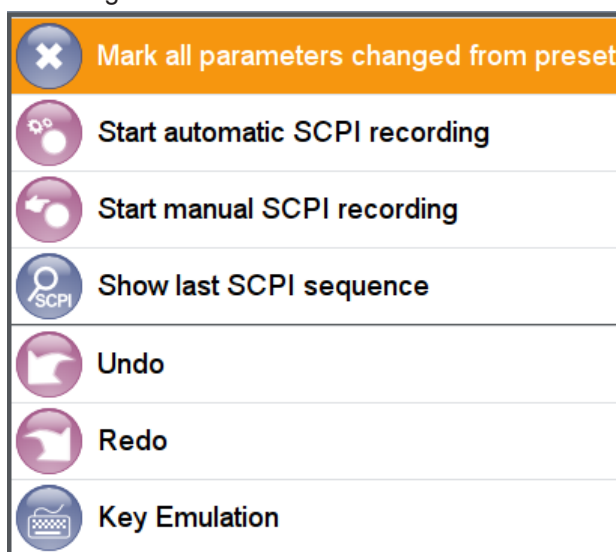 Mark all parameters changed from preset
Start automatic SCPI recording
Start manual SCPI recording
SCPI
Show last SCPI sequence
Undo
Redo
Key Emulation